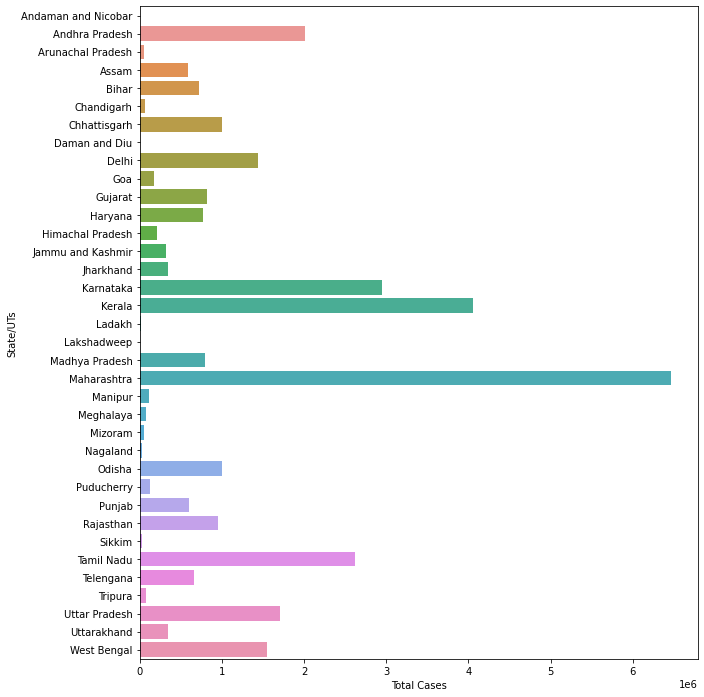 Andaman and Nicobar
Andhra Pradesh
Arunachal Pradesh
Assam
Bihar
Chandigarh
Chhattisgarh
Daman and Diu
Delhi
Goa
Gujarat
Haryana
Himachal Pradesh
Jammu and Kashmir
Jharkhand
Karnataka
Kerala
Ladakh
Lakshadweep
Madhya Pradesh
Maharashtra
Manipur
Meghalaya
Mizoram
Nagaland
Odisha
Puducherry
Punjab
Rajasthan
Sikkim
Tamil Nadu
Telengana
Tripura
Uttar Pradesh
Uttarakhand
West Bengal
State/UTs
0 1 2 3 4 5 6
1e6
Total Cases